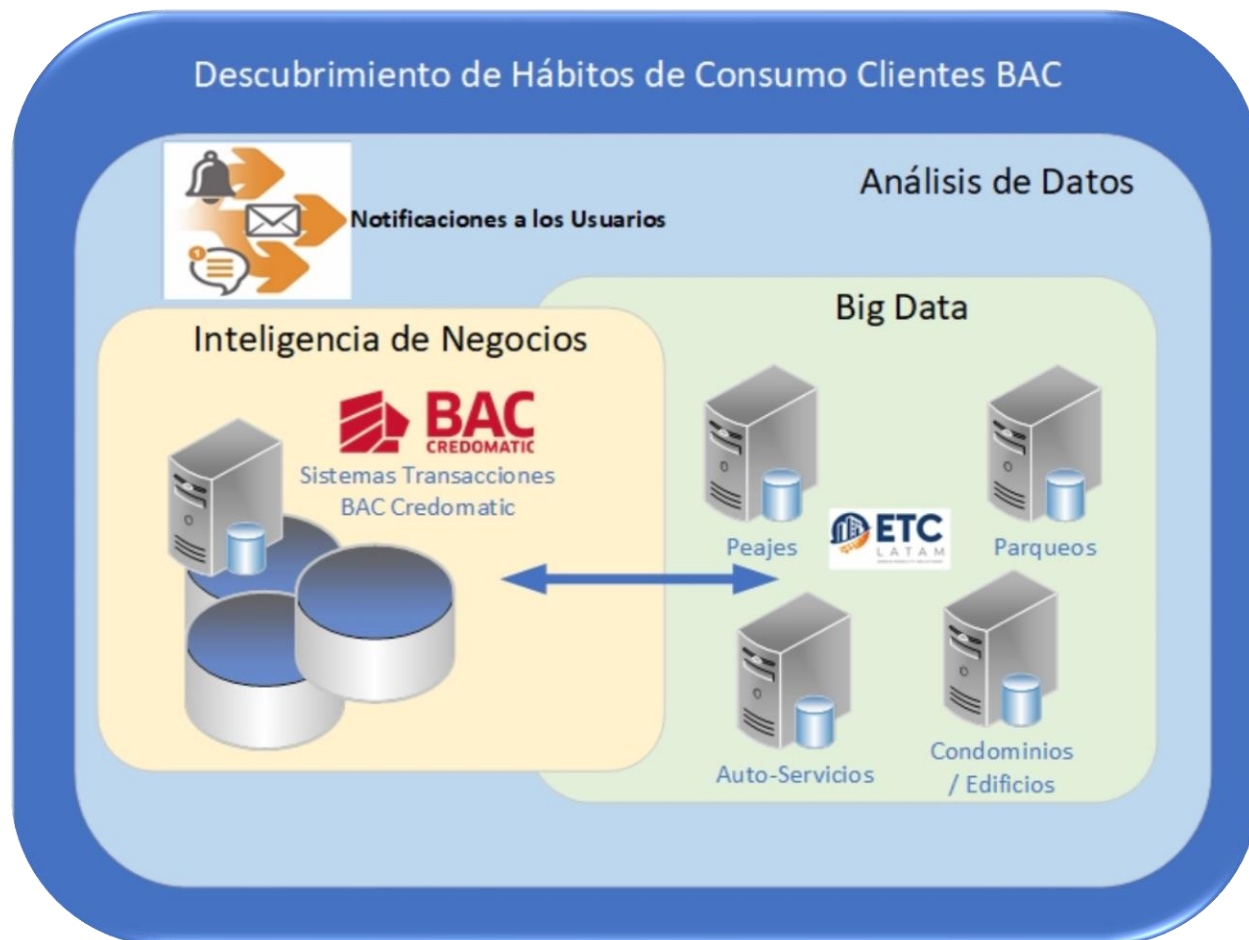 Descubrimiento de Hábitos de Consumo Clientes BAC
Análisis de Datos
1
Notificaciones a los Usuarios
Inteligencia de Negocios
BAC
CREDOMATIC
Sistemas Transacciones
BAC Credomatic
Big Data
Peajes
ETC
LATAM
Parqueos
Auto-Servicios
Condominios
/ Edificios